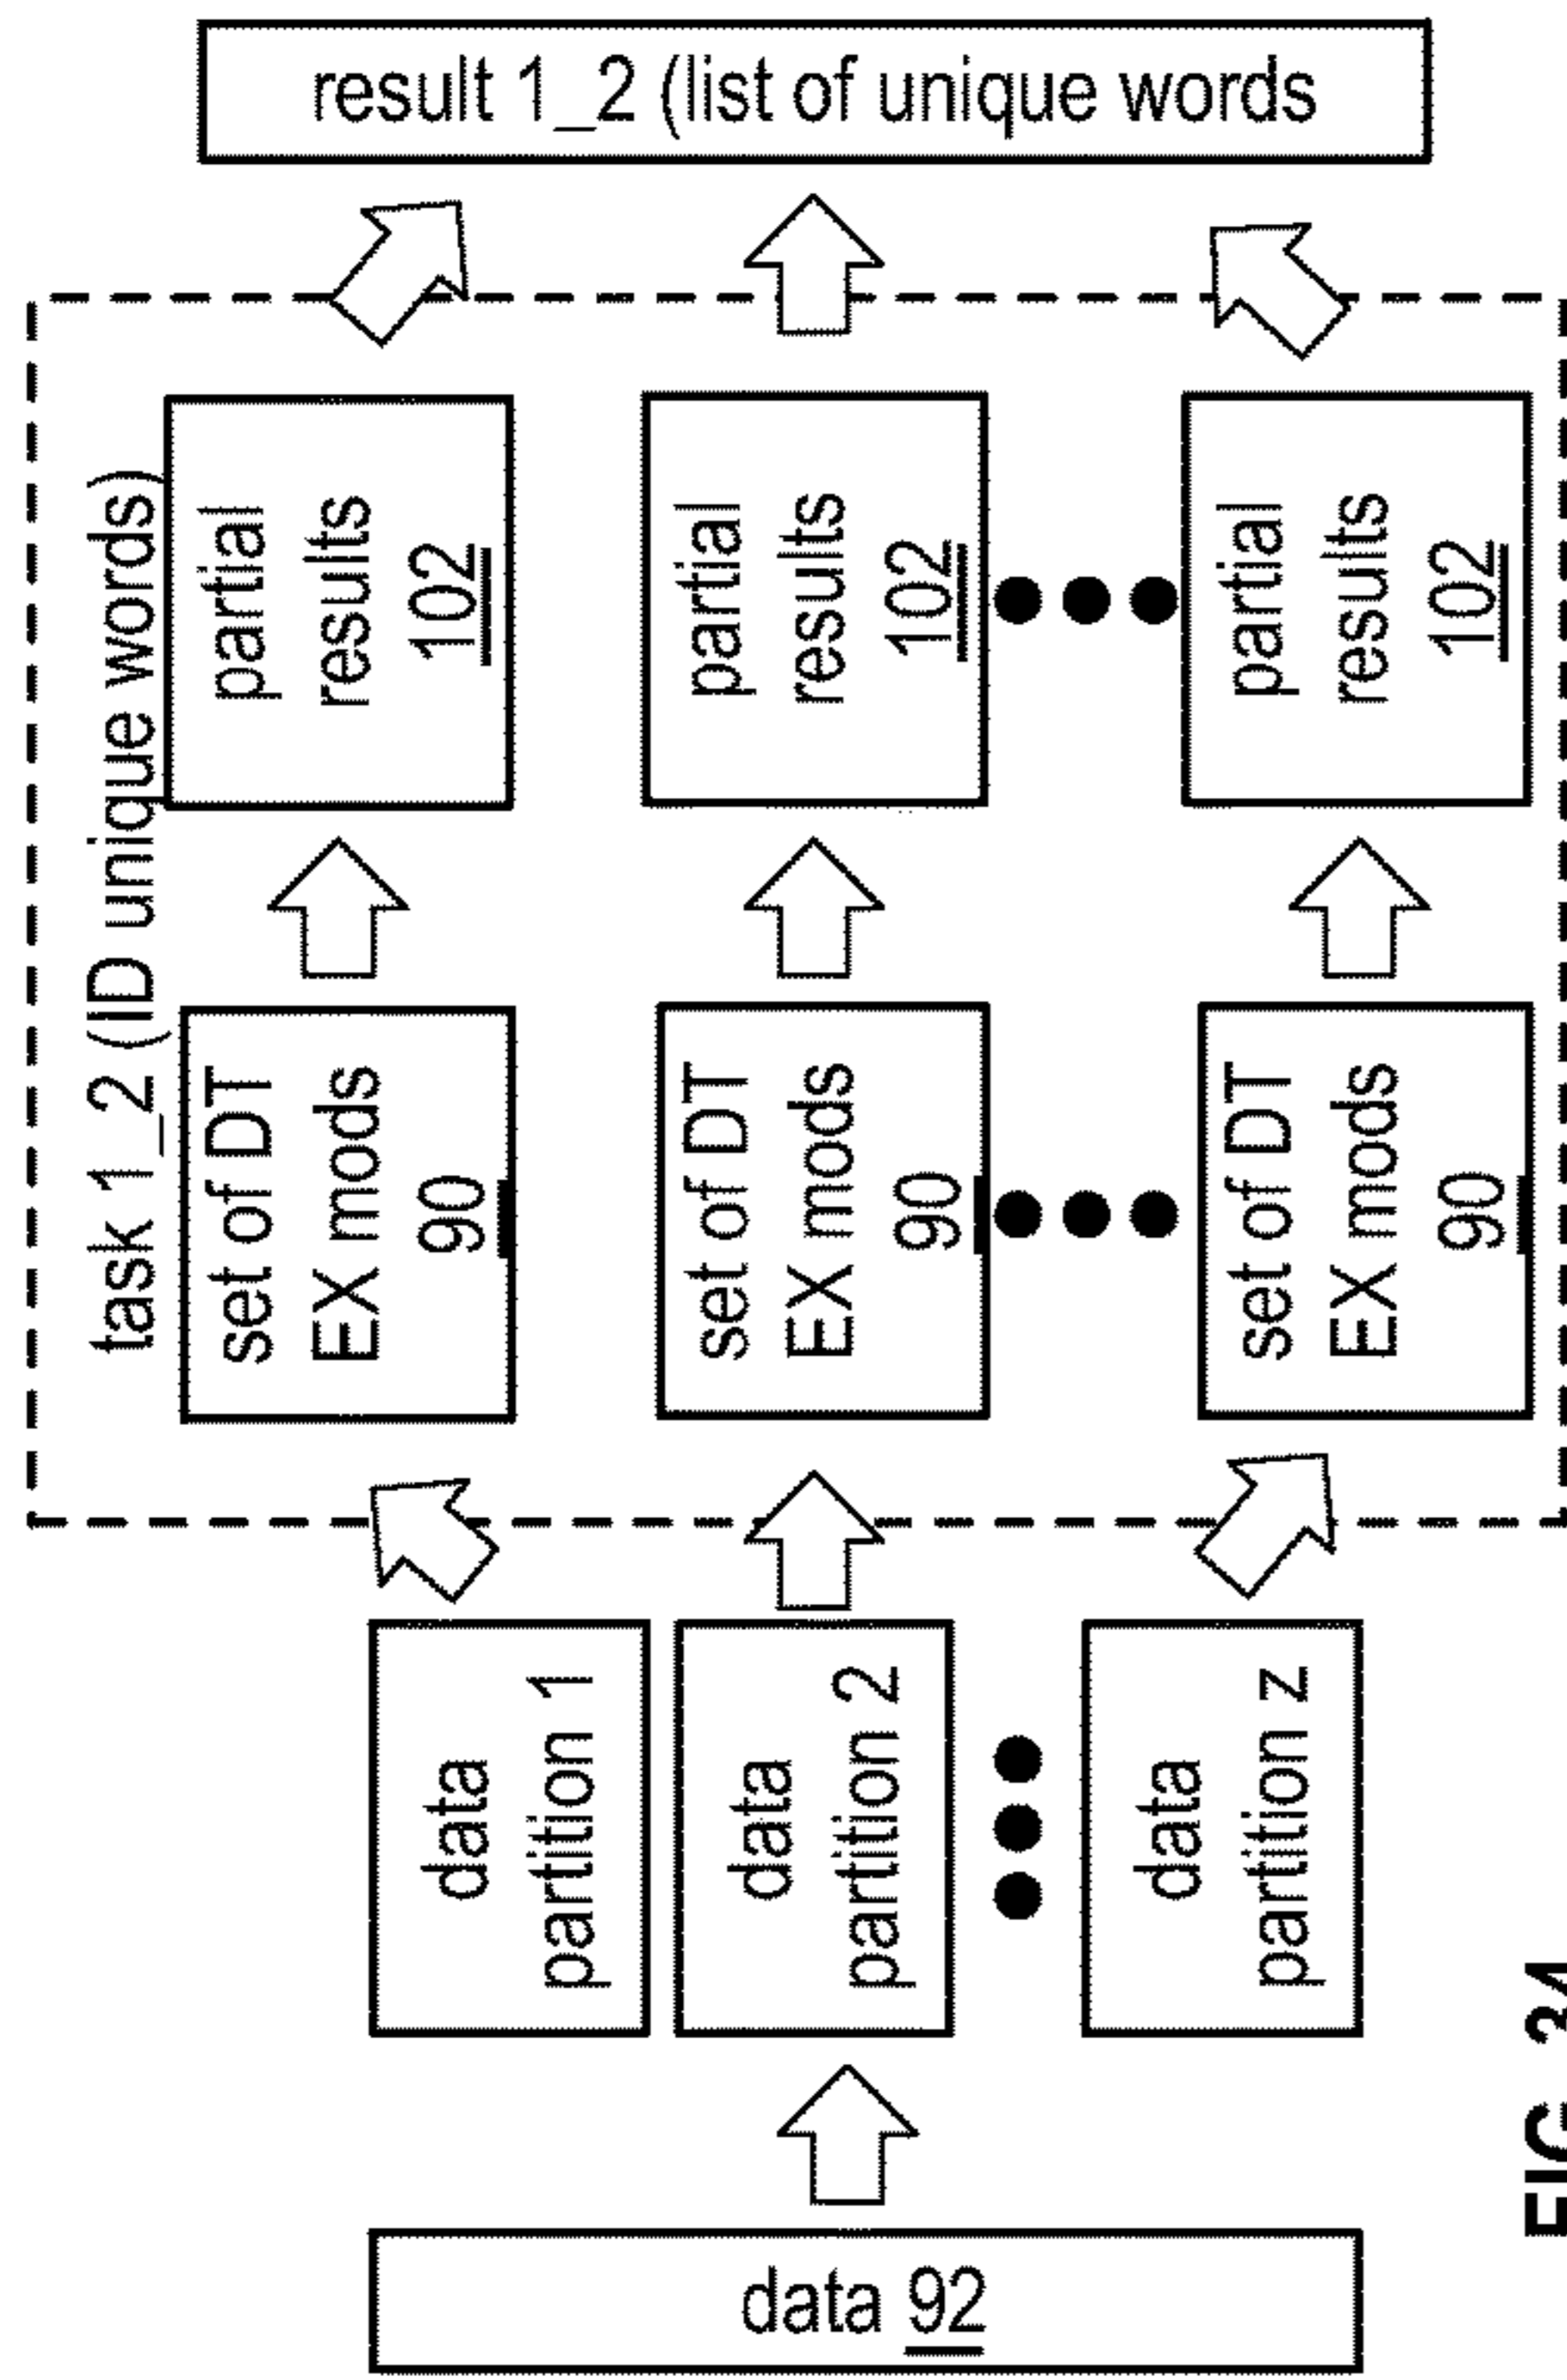 task 1_2 (ID unique words)
data 92
data
partition 1
data
partition 2
data
partition z
set of DT
EX mods
90
set of DT
EX mods
90
set of DT
EX mods
90
partial
results
102
partial
results
102
partial
results
102
result 1_2 (list of unique words
FIG. 34